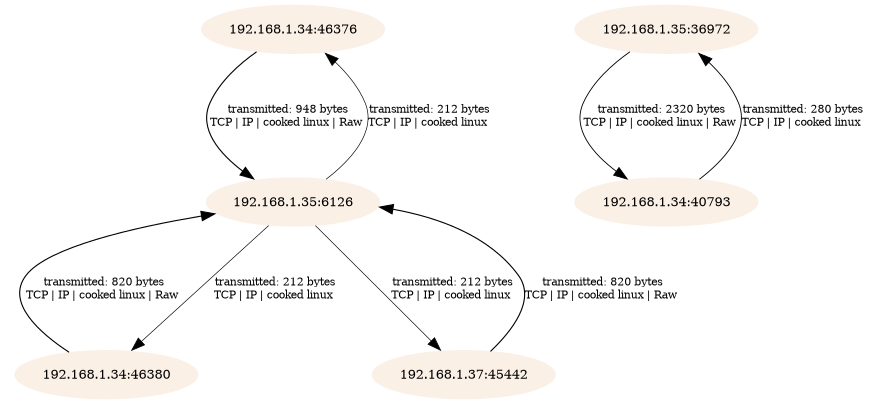 192.168.1.34:46376
192.168.1.35:36972
transmitted: 948 bytes
TCP | IP | cooked linux | Raw
transmitted: 212 bytes
TCP | IP | cooked linux
transmitted: 2320 bytes
TCP | IP | cooked linux | Raw
transmitted: 280 bytes
TCP | IP | cooked linux
192.168.1.35:6126
192.168.1.34:40793
transmitted: 820 bytes
TCP | IP | cooked linux | Raw
transmitted: 212 bytes
TCP | IP | cooked linux
transmitted: 212 bytes
TCP | IP | cooked linux
transmitted: 820 bytes
TCP | IP | cooked linux | Raw
192.168.1.34:46380
192.168.1.37:45442